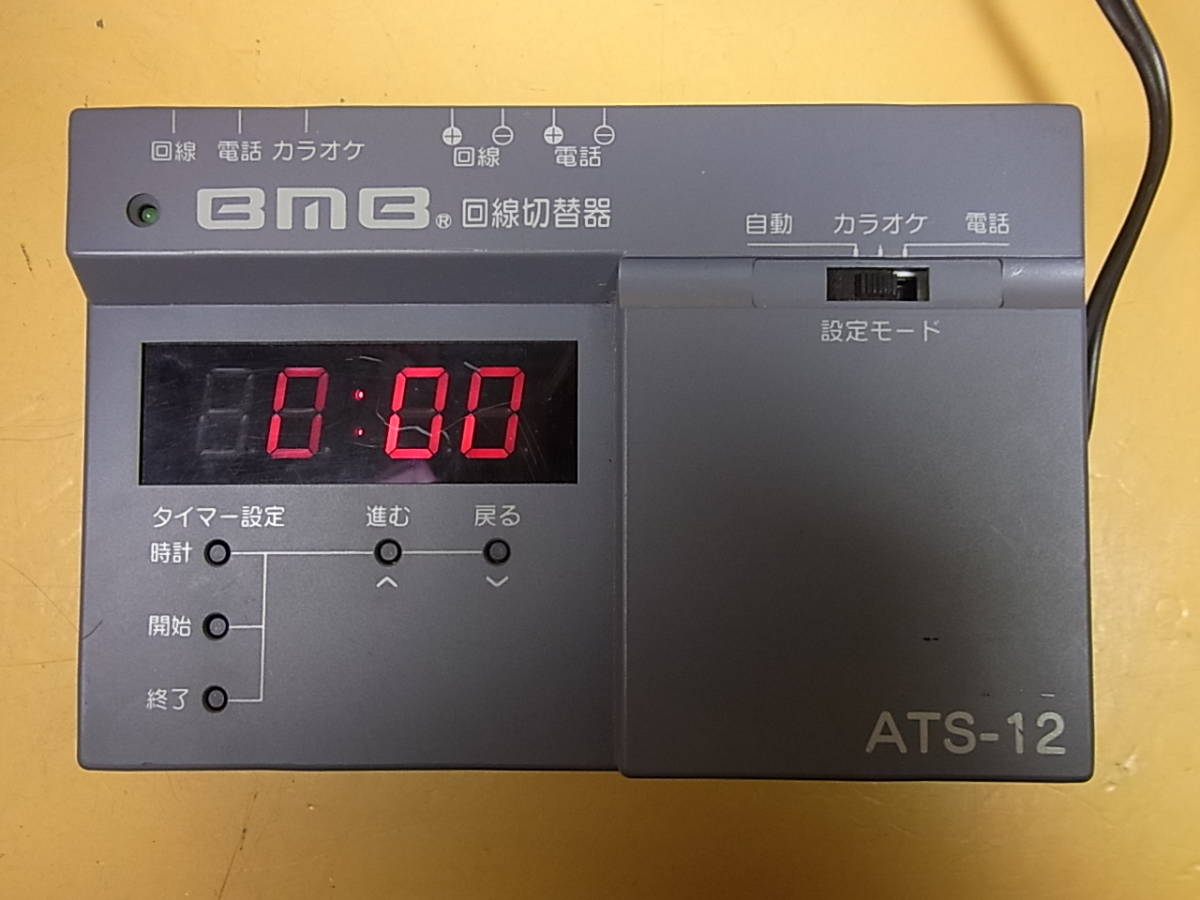 回線 電話 カラオケ
⊕ ⊖ ⊕ ⊖
回線 電話
BMB® 回線切替器
自動 カラオケ 電話
設定モード
0:00
タイマー設定 進む 戻る
時計
開始
終了
ATS-12